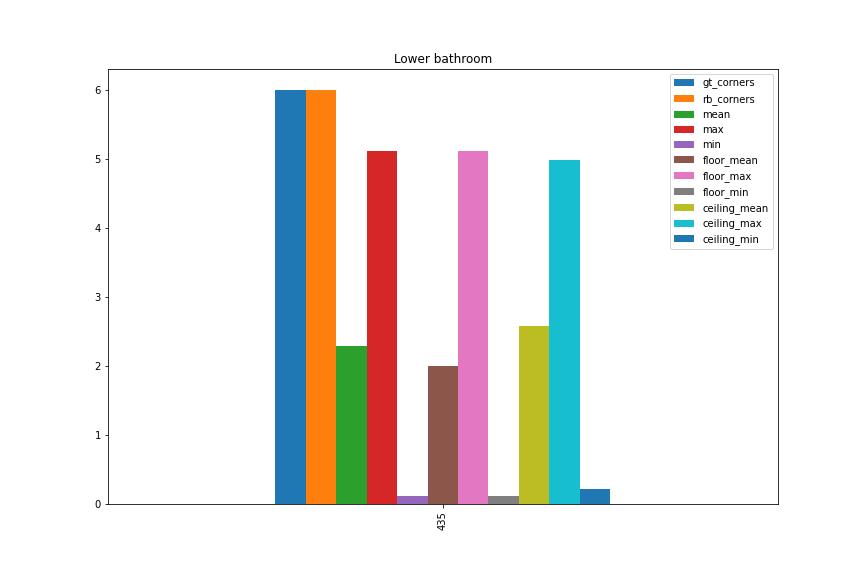 Lower bathroom
gt_corners
rb_corners
mean
max
min
floor_mean
floor_max
floor_min
ceiling_mean
ceiling_max
ceiling_min
6
5
4
3
2
1
0
435